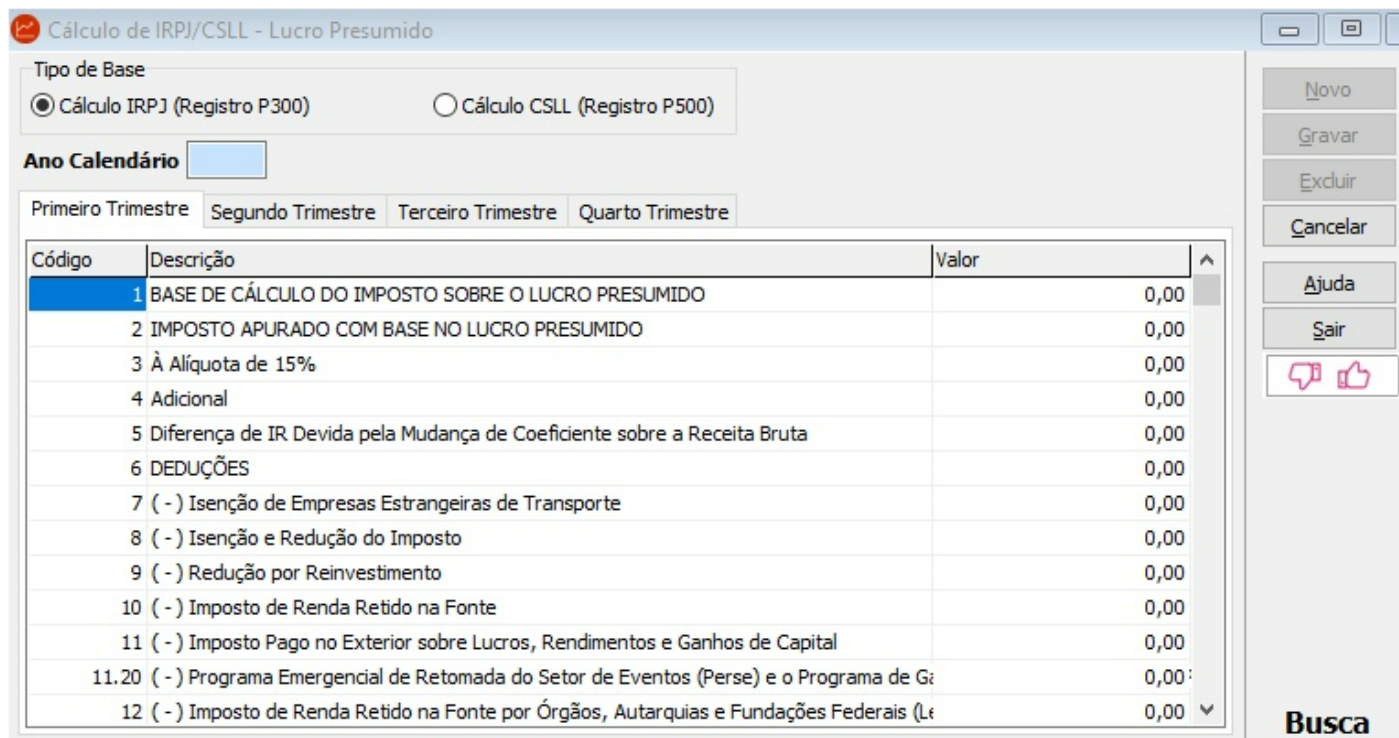 Cálculo de IRPJ/CSLL - Lucro Presumido
Tipo de Base
Cálculo IRPJ (Registro P300) Cálculo CSLL (Registro P500)
Ano Calendário
Primeiro Trimestre Segundo Trimestre Terceiro Trimestre Quarto Trimestre
Código Descrição Valor
1 BASE DE CÁLCULO DO IMPOSTO SOBRE O LUCRO PRESUMIDO 0,00
2 IMPOSTO APURADO COM BASE NO LUCRO PRESUMIDO 0,00
3 À Alíquota de 15% 0,00
4 Adicional 0,00
5 Diferença de IR Devida pela Mudança de Coeficiente sobre a Receita Bruta 0,00
6 DEDUÇÕES 0,00
7 ( - ) Isenção de Empresas Estrangeiras de Transporte 0,00
8 ( - ) Isenção e Redução do Imposto 0,00
9 ( - ) Redução por Reinvestimento 0,00
10 ( - ) Imposto de Renda Retido na Fonte 0,00
11 ( - ) Imposto Pago no Exterior sobre Lucros, Rendimentos e Ganhos de Capital 0,00
11.20 ( - ) Programa Emergencial de Retomada do Setor de Eventos (Perse) e o Programa de 0,00
12 ( - ) Imposto de Renda Retido na Fonte por Órgãos, Autarquias e Fundações Federais 0,00
Novo
Gravar
Excluir
Cancelar
Ajuda
Sair
Busca